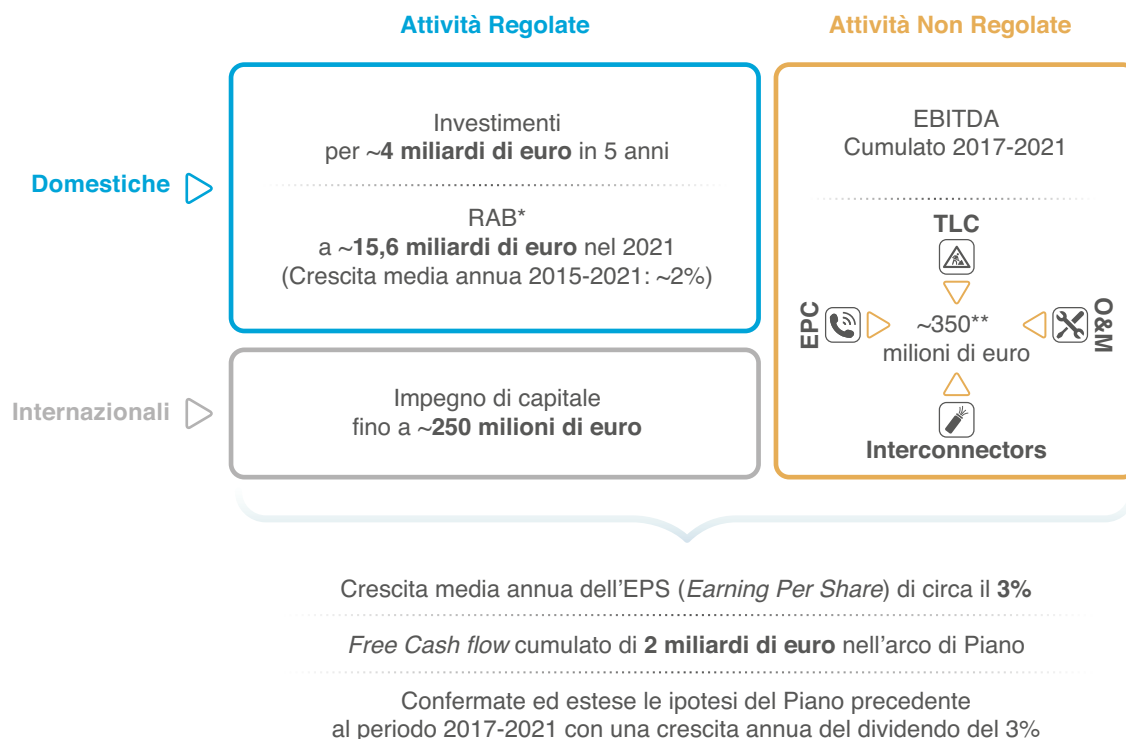 Attività Regolate
Attività Non Regolate
Domestiche
Investimenti
per ~4 miliardi di euro in 5 anni
RAB*
a ~15,6 miliardi di euro nel 2021
(Crescita media annua 2015-2021: ~2%)
EBITDA
Cumulato 2017-2021
TLC
EPC
~350**
milioni di euro
O&M
Interconnectors
Internazionali
Impegno di capitale
fino a ~250 milioni di euro
Crescita media annua dell’EPS (Earning Per Share) di circa il 3%
Free Cash flow cumulato di 2 miliardi di euro nell’arco di Piano
Confermate ed estese le ipotesi del Piano precedente
al periodo 2017-2021 con una crescita annua del dividendo del 3%